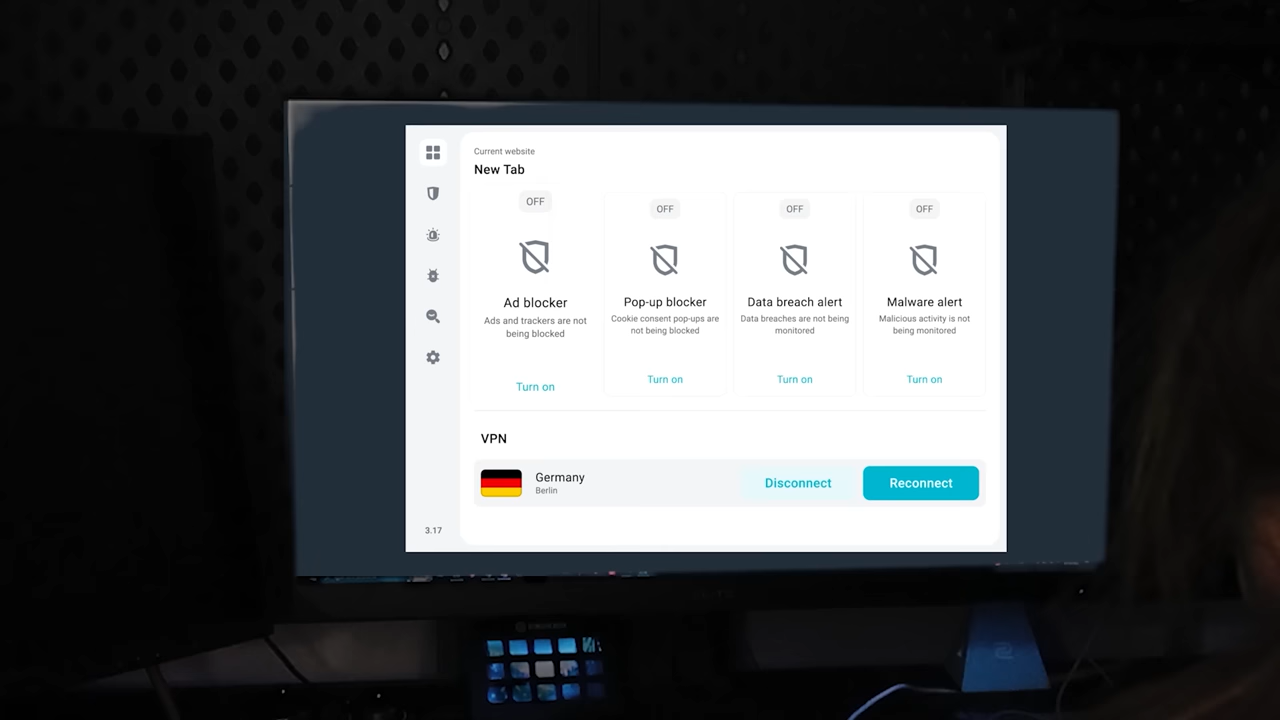 Current website
New Tab
OFF
OFF
OFF
OFF
Ad blocker
Pop-up blocker
Data breach alert
Malware alert
Ads and trackers are not
being blocked
Cookie consent pop-ups are
not being blocked
Data breaches are not being
monitored
Malicious activity is not
being monitored
Turn on
Turn on
Turn on
Turn on
VPN
Germany
Berlin
Disconnect
Reconnect
3.17